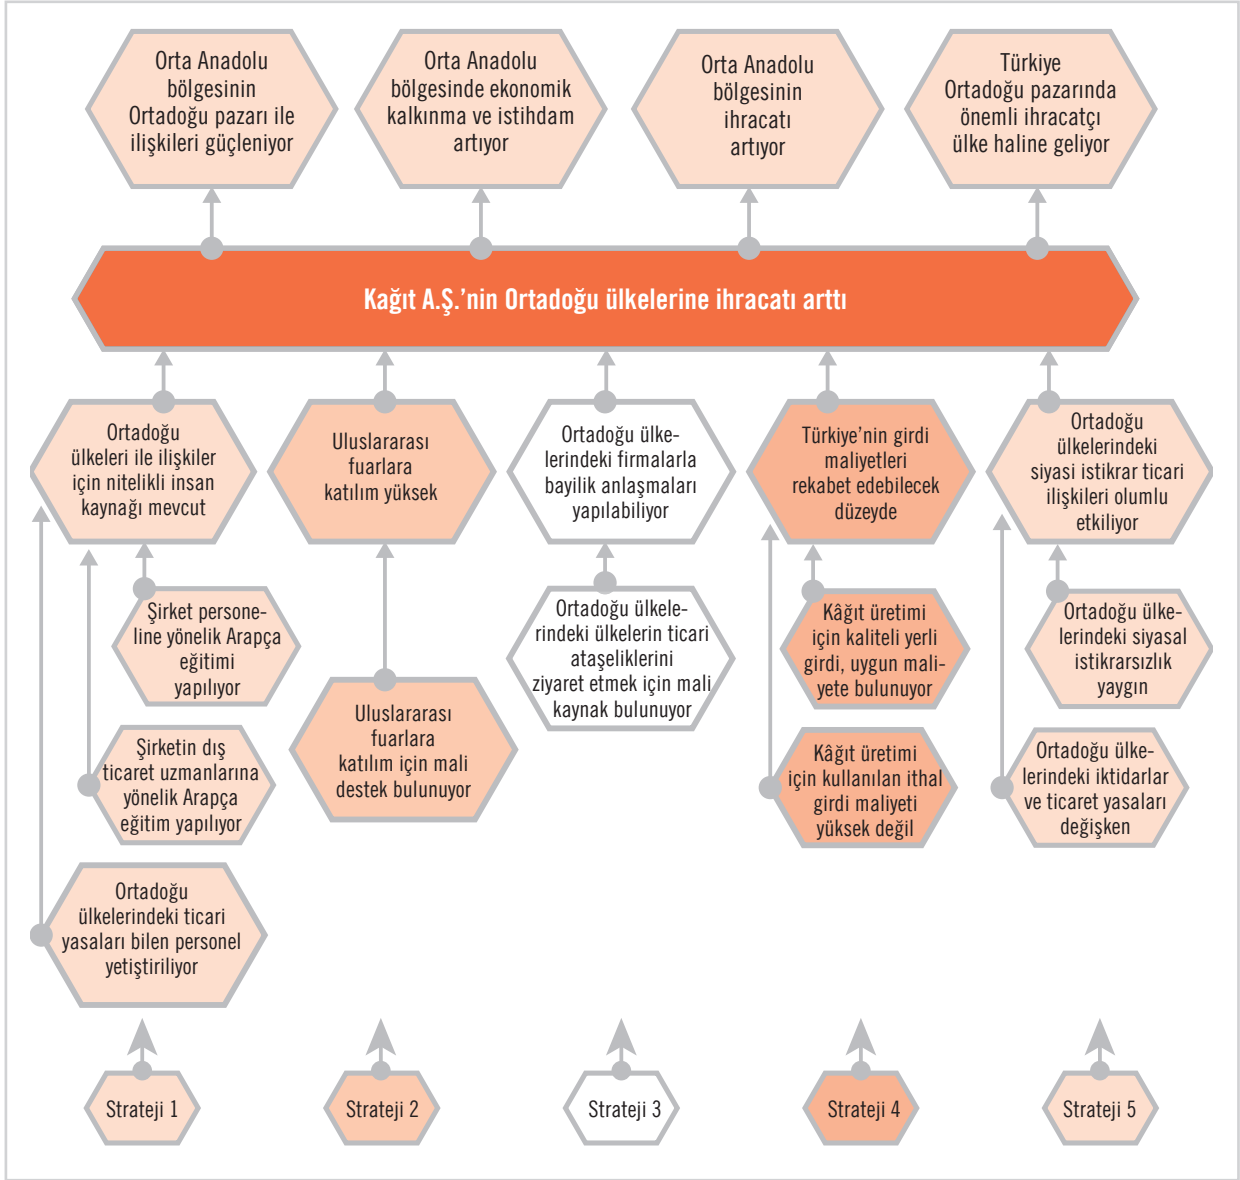 Orta Anadolu
bölgesinin
Ortadoğu pazarı ile
ilişkileri güçleniyor
Orta Anadolu
bölgesinde ekonomik
kalkınma ve istihdam
artıyor
Orta Anadolu
bölgesinin
ihracatı
artıyor
Türkiye
Ortadoğu pazarında
önemli ihracatçı
ülke haline geliyor
Kağıt A.Ş.’nin Ortadoğu ülkelerine ihracatı arttı
Ortadoğu
ülkeleri ile ilişkiler
için nitelikli insan
kaynağı mevcut
Uluslararası
fuarlara
katılım yüksek
Ortadoğu ülke-
lerindeki firmalarla
bayilik anlaşmaları
yapılabiliyor
Türkiye’nin girdi
maliyetleri
rekabet edebilecek
düzeyde
Ortadoğu
ülkelerindeki
siyasi istikrar ticari
ilişkileri olumlu
etkiliyor
Şirket persone-
line yönelik Arapça
eğitimi
yapılıyor
Ortadoğu ülkele-
rindeki ülkelerin ticari
ataşeliklerini
ziyaret etmek için mali
kaynak bulunuyor
Kâğıt üretimi
için kaliteli yerli
girdi, uygun mali-
yete bulunuyor
Ortadoğu ülke-
lerindeki siyasal
istikrarsızlık
yaygın
Uluslararası
fuarlara
katılım için mali
destek bulunuyor
Şirketin dış
ticaret uzmanlarına
yönelik Arapça
eğitim yapılıyor
Kâğıt üretimi
için kullanılan ithal
girdi maliyeti
yüksek değil
Ortadoğu ülke-
lerindeki iktidarlar
ve ticaret yasaları
değişken
Ortadoğu
ülkelerindeki ticari
yasaları bilen personel
yetiştiriliyor
Strateji 1
Strateji 2
Strateji 3
Strateji 4
Strateji 5